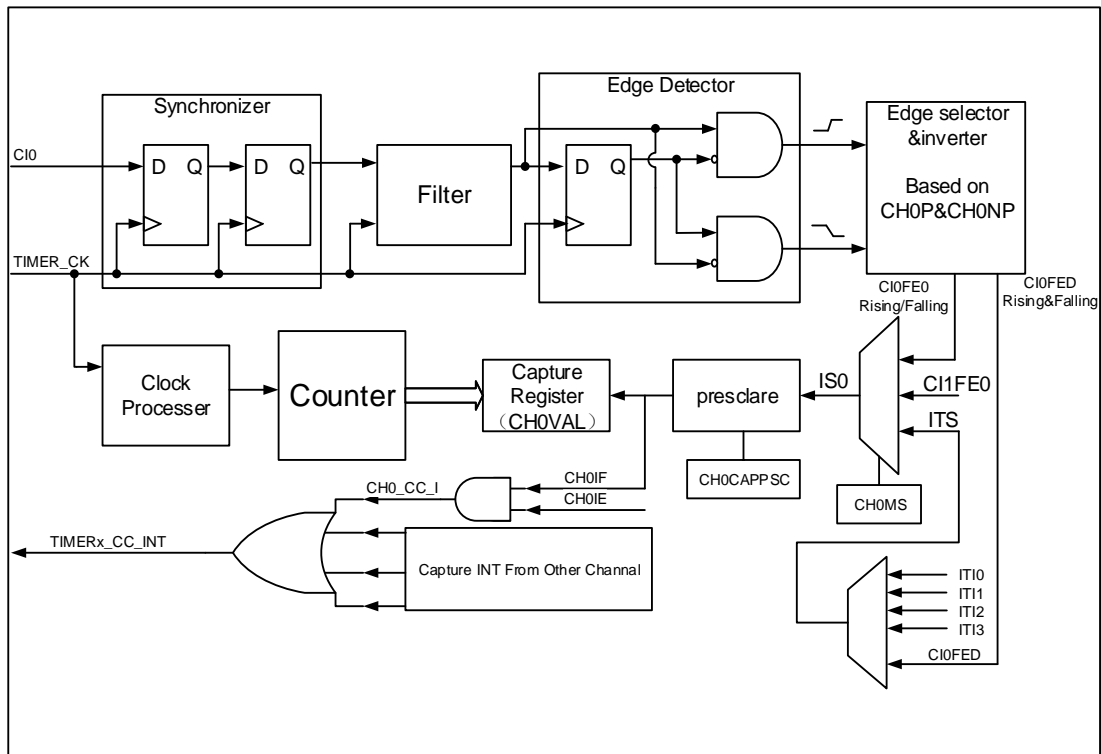 Synchronizer
Edge Detector
Edge selector
&inverter
Based on
CH0P&CH0NP
CI0
D Q
D Q
Filter
D Q
TIMER_CK
CI0FE0
Rising/Falling
CI0FED
Rising&Falling
Clock
Processer
Counter
Capture
Register
（CH0VAL）
presclare
IS0
CI1FE0
ITS
CH0CAPPSC
CH0MS
CH0_CC_I
CH0IF
CH0IE
TIMERx_CC_INT
Capture INT From Other Channel
ITI0
ITI1
ITI2
ITI3
CI0FED